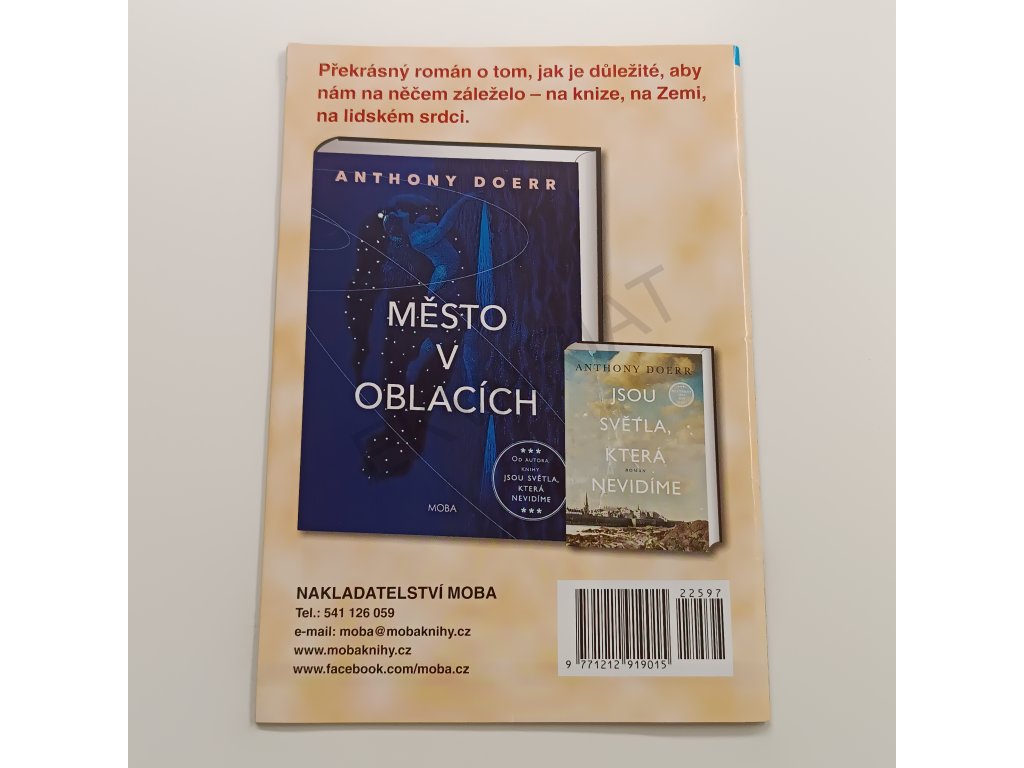 Překrásný román o tom, jak je důležité, aby
nám na něčem záleželo – na knize, na Zemi,
na lidském srdci.
ANTHONY DOERR
MĚSTO
V
OBLACÍCH
OD AUTORA
KNIHY
JSOU SVĚTLA,
KTERÁ
NEVIDÍME
MOBA
ANTHONY DOERR
JSOU
SVĚTLA,
KTERÁ
ROMÁN
NEVIDÍME
NAKLADATELSTVÍ MOBA
Tel.: 541 126 059
e-mail: moba@mobaknihy.cz
www.mobaknihy.cz
www.facebook.com/moba.cz
22597
9 771212 919015